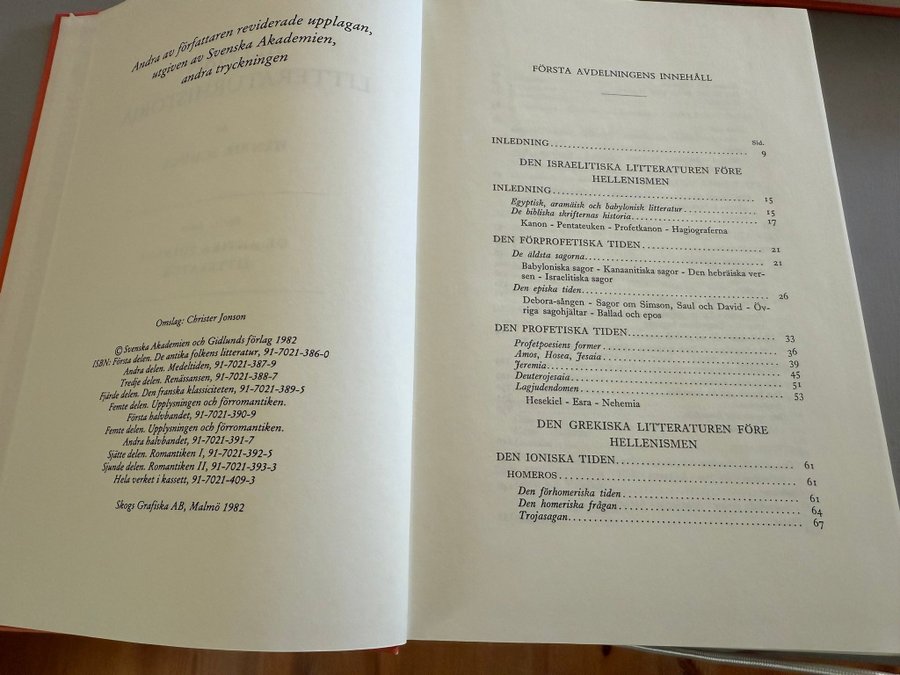 Andra av författaren reviderade upplagan,
utgiven av Svenska Akademien,
andra tryckningen
Omslag: Christer Jonson
© Svenska Akademien och Gidlunds förlag 1982
ISBN: Första delen. De antika folkens litteratur, 91-7021-386-0
Andra delen. Medeltiden, 91-7021-387-9
Tredje delen. Renässansen, 91-7021-388-7
Fjärde delen. Den franska klassiciteten, 91-7021-389-5
Femte delen. Upplysningen och förromantiken.
Första halvbandet, 91-7021-390-9
Femte delen. Upplysningen och förromantiken.
Andra halvbandet, 91-7021-391-7
Sjätte delen. Romantiken I, 91-7021-392-5
Sjunde delen. Romantiken II, 91-7021-393-3
Hela verket i kassett, 91-7021-409-3
Skogs Grafiska AB, Malmö 1982
FÖRSTA AVDELNINGENS INNEHÅLL
Sid.
INLEDNING 9
DEN ISRAELITISKA LITTERATUREN FÖRE
HELLENISMEN
INLEDNING 15
Egyptisk, aramäisk och babylonisk litteratur 15
De bibliska skrifternas historia 17
Kanon - Pentateuken - Profetkanon - Hagiograferna
DEN FÖRPROFETISKA TIDEN 21
De äldsta sagorna 21
Babyloniska sagor - Kanaanitiska sagor - Den hebräiska ver-
sen - Israelitiska sagor
Den episka tiden 26
Debora-sången - Sagor om Simson, Saul och David - Öv-
riga sagohjältar - Ballad och epos
DEN PROFETISKA TIDEN 33
Profetpoesiens former 36
Amos, Hosea, Jesaia 39
Jeremia 45
Deuterojesaia 51
Lagjudendomen 53
Hesekiel - Esra - Nehemia
DEN GREKISKA LITTERATUREN FÖRE
HELLENISMEN
DEN IONISKA TIDEN 61
HOMEROS 61
Den förhomeriska tiden 61
Den homeriska frågan 64
Trojasagan 67